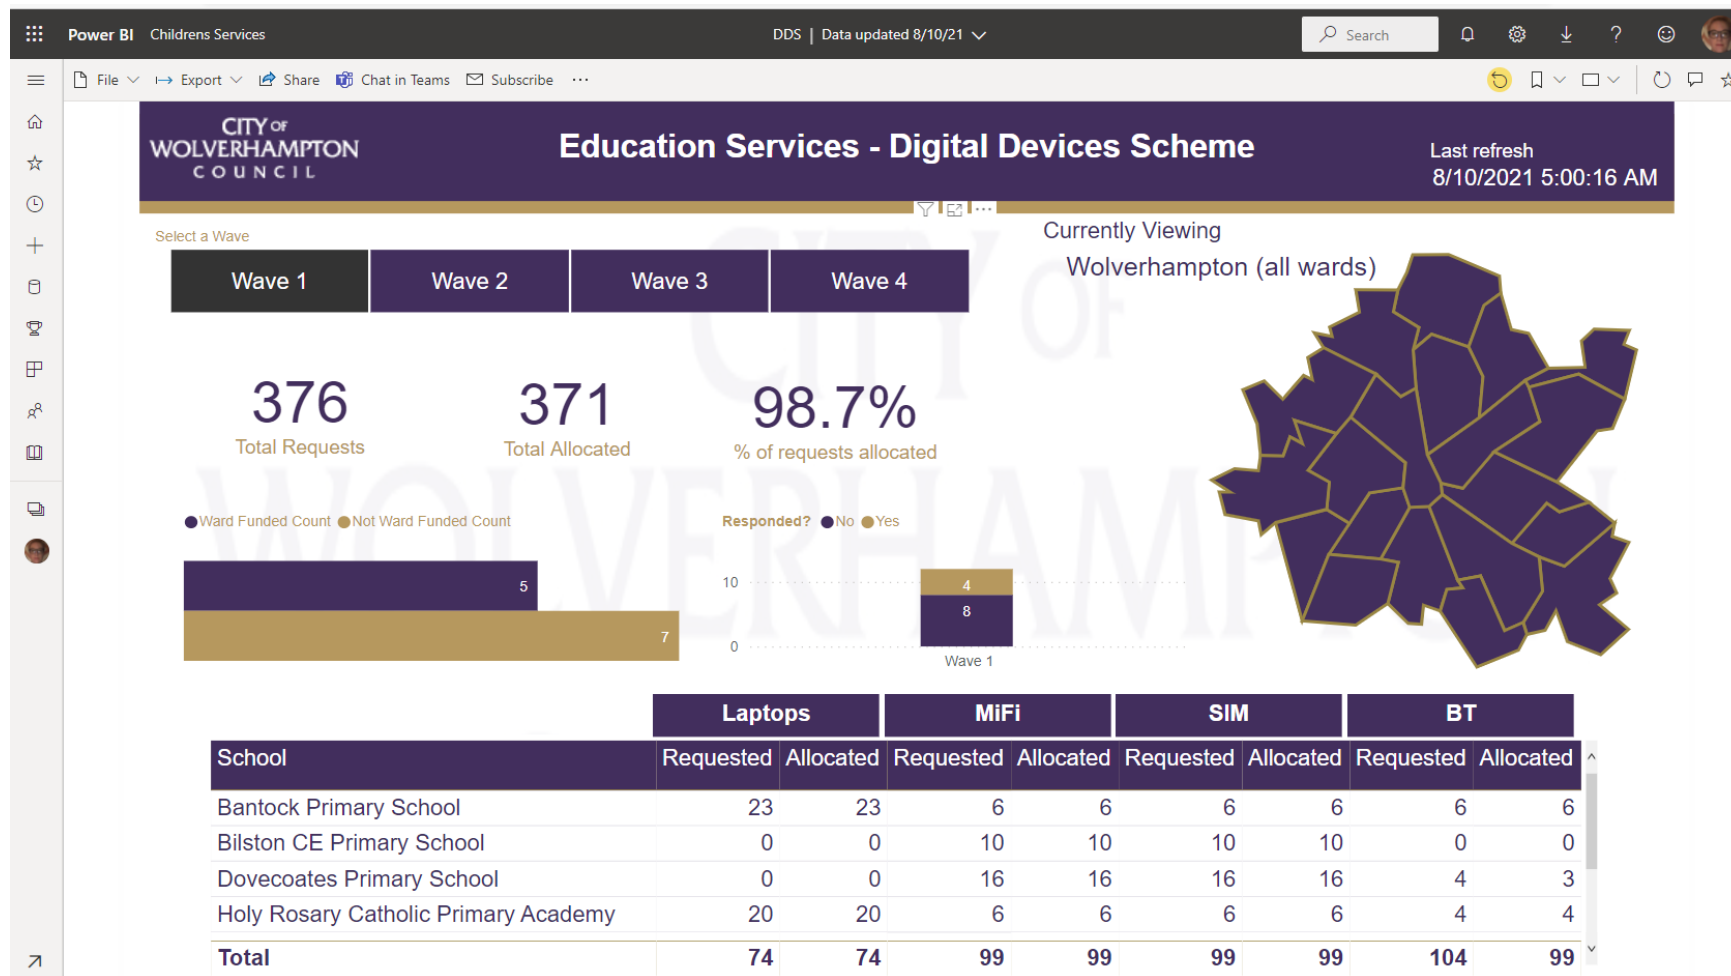 Power BI Childrens Services
DDS | Data updated 8/10/21
Search
File Export Share Chat in Teams Subscribe ...
CITY OF
WOLVERHAMPTON
COUNCIL
Education Services - Digital Devices Scheme
Last refresh
8/10/2021 5:00:16 AM
Select a Wave
Wave 1 Wave 2 Wave 3 Wave 4
Currently Viewing
Wolverhampton (all wards)
376 371 98.7%
Total Requests Total Allocated % of requests allocated
CITY OF
WOLVERHAMPTON
Ward Funded Count Not Ward Funded Count
5
7
Responded? No Yes
10
4
8
0
Wave 1
Laptops MiFi SIM BT
School Requested Allocated Requested Allocated Requested Allocated Requested Allocated
Bantock Primary School 23 23 6 6 6 6 6 6
Bilston CE Primary School 0 0 10 10 10 10 0 0
Dovecoates Primary School 0 0 16 16 16 16 4 3
Holy Rosary Catholic Primary Academy 20 20 6 6 6 6 4 4
Total 74 74 99 99 99 99 104 99